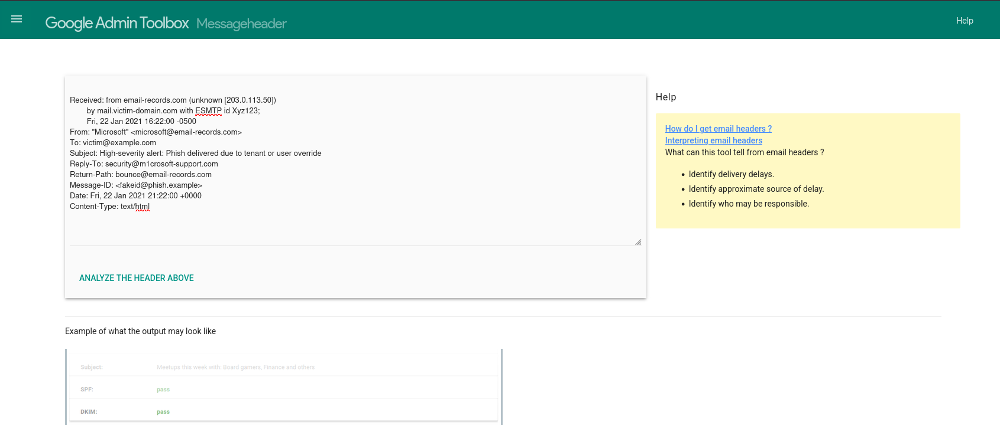 Google Admin Toolbox Messageheader
Help
Received: from email-records.com (unknown [203.0.113.50])
by mail.victim-domain.com with ESMTP id Xyz123;
Fri, 22 Jan 2021 16:22:00 -0500
From: "Microsoft" <microsoft@email-records.com>
To: victim@example.com
Subject: High-severity alert: Phish delivered due to tenant or user override
Reply-To: security@m1crosoft-support.com
Return-Path: bounce@email-records.com
Message-ID: <fakeid@phish.example>
Date: Fri, 22 Jan 2021 21:22:00 +0000
Content-Type: text/html
ANALYZE THE HEADER ABOVE
Help
How do I get email headers ?
Interpreting email headers
What can this tool tell from email headers ?
• Identify delivery delays.
• Identify approximate source of delay.
• Identify who may be responsible.
Example of what the output may look like
Subject: Meetups this week with: Board gamers, Finance and others
SPF: pass
DKIM: pass